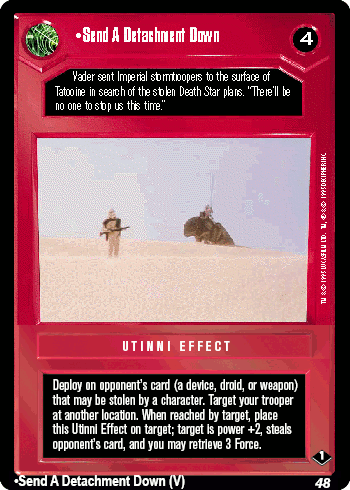 •Send A Detachment Down
4
Vader sent Imperial stormtroopers to the surface of
Tatooine in search of the stolen Death Star plans. "There'll be
no one to stop us this time."
UTINNI EFFECT
Deploy on opponent's card (a device, droid, or weapon)
that may be stolen by a character. Target your trooper
at another location. When reached by target, place
this Utinni Effect on target; target is power +2, steals
opponent's card, and you may retrieve 3 Force.
1
•Send A Detachment Down (V)
48